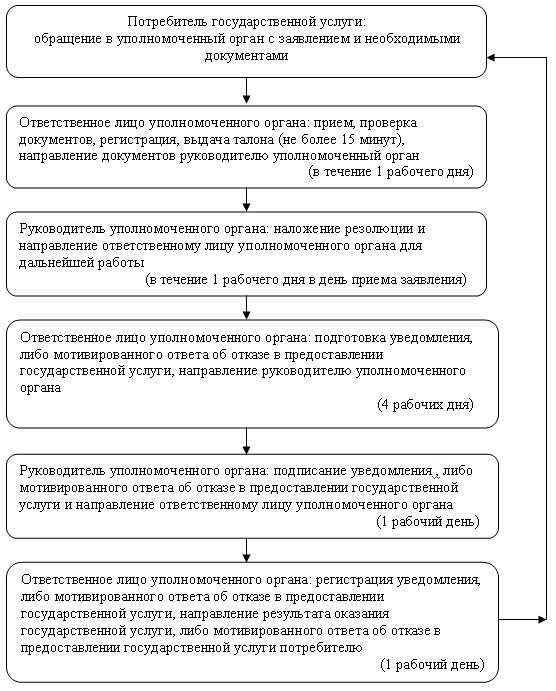 Потребитель государственной услуги:
обращение в уполномоченный орган с заявлением и необходимыми
документами
Ответственное лицо уполномоченного органа: прием, проверка
документов, регистрация, выдача талона (не более 15 минут),
направление документов руководителю уполномоченный орган
(в течение 1 рабочего дня)
Руководитель уполномоченного органа: наложение резолюции и
направление ответственному лицу уполномоченного органа для
дальнейшей работы
(в течение 1 рабочего дня в день приема заявления)
Ответственное лицо уполномоченного органа: подготовка уведомления,
либо мотивированного ответа об отказе в предоставлении
государственной услуги, направление руководителю уполномоченного
органа
(4 рабочих дня)
Руководитель уполномоченного органа: подписание уведомления , либо
мотивированного ответа об отказе в предоставлении государственной
услуги и направление ответственному лицу уполномоченного органа
(1 рабочий день)
Ответственное лицо уполномоченного органа: регистрация уведомления,
либо мотивированного ответа об отказе в предоставлении
государственной услуги, направление результата оказания
государственной услуги, либо мотивированного ответа об отказе в
предоставлении государственной услуги потребителю
(1 рабочий день)